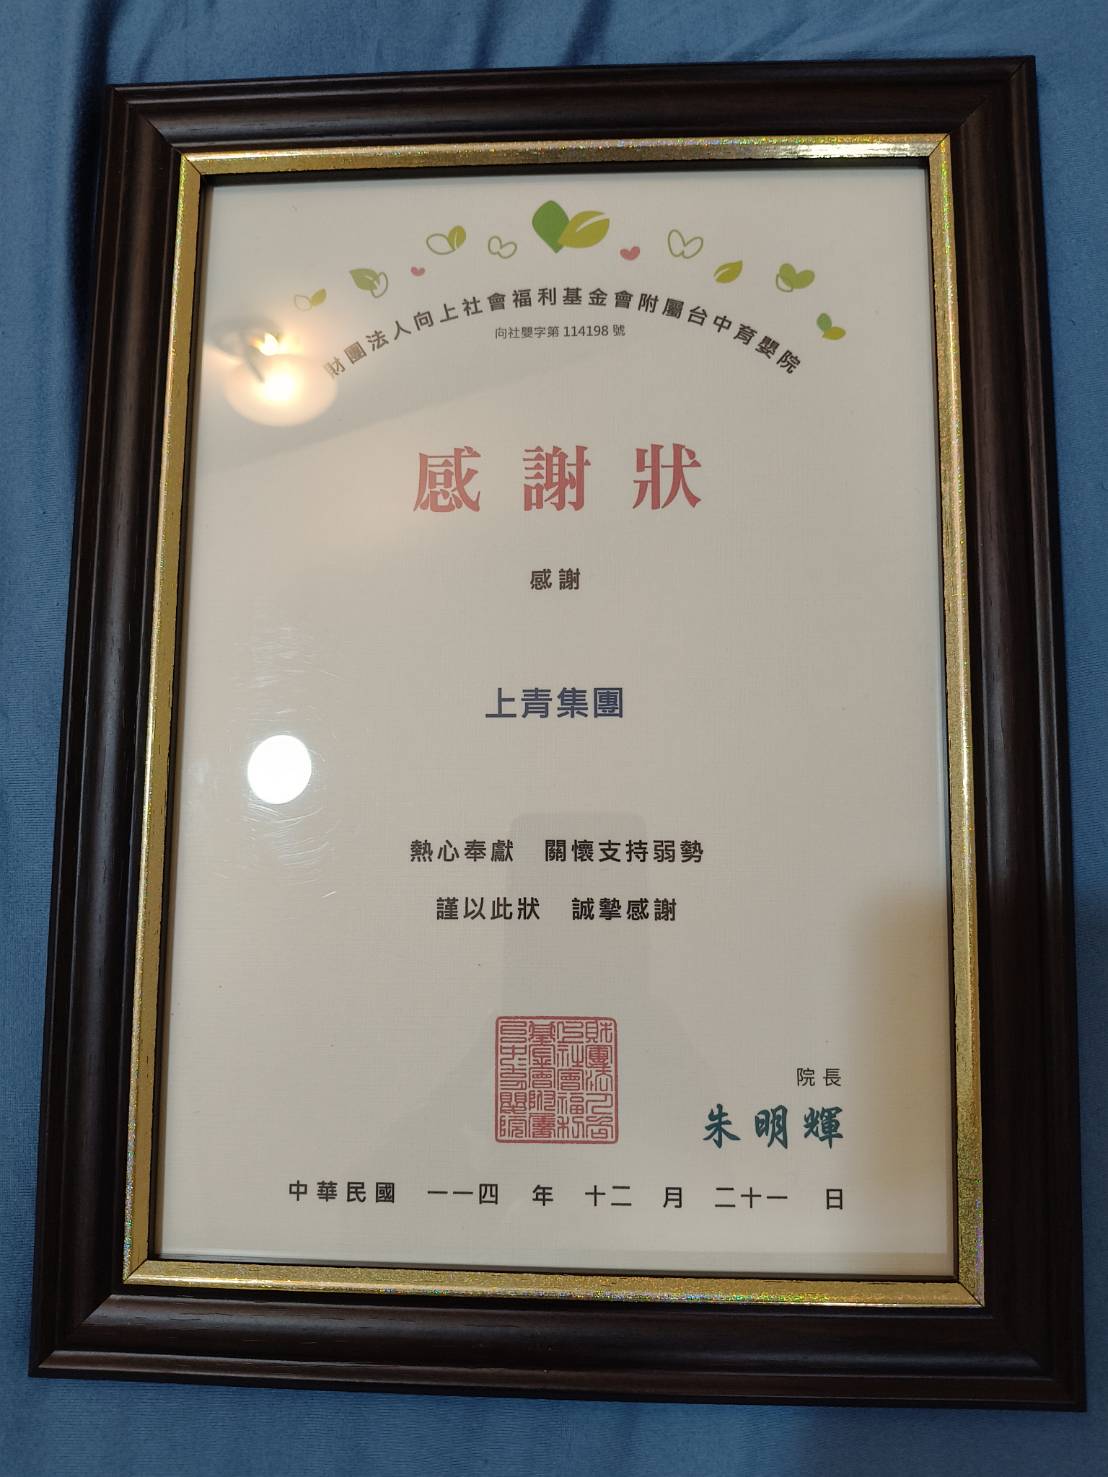 財團法人向上社會福利基金會附屬台中育嬰院
向社嬰字第 114198 號
感謝狀
感謝
上青集團
熱心奉獻 關懷支持弱勢
謹以此狀 誠摯感謝
院長
朱明輝
中華民國 一一四 年 十二 月 二十一 日